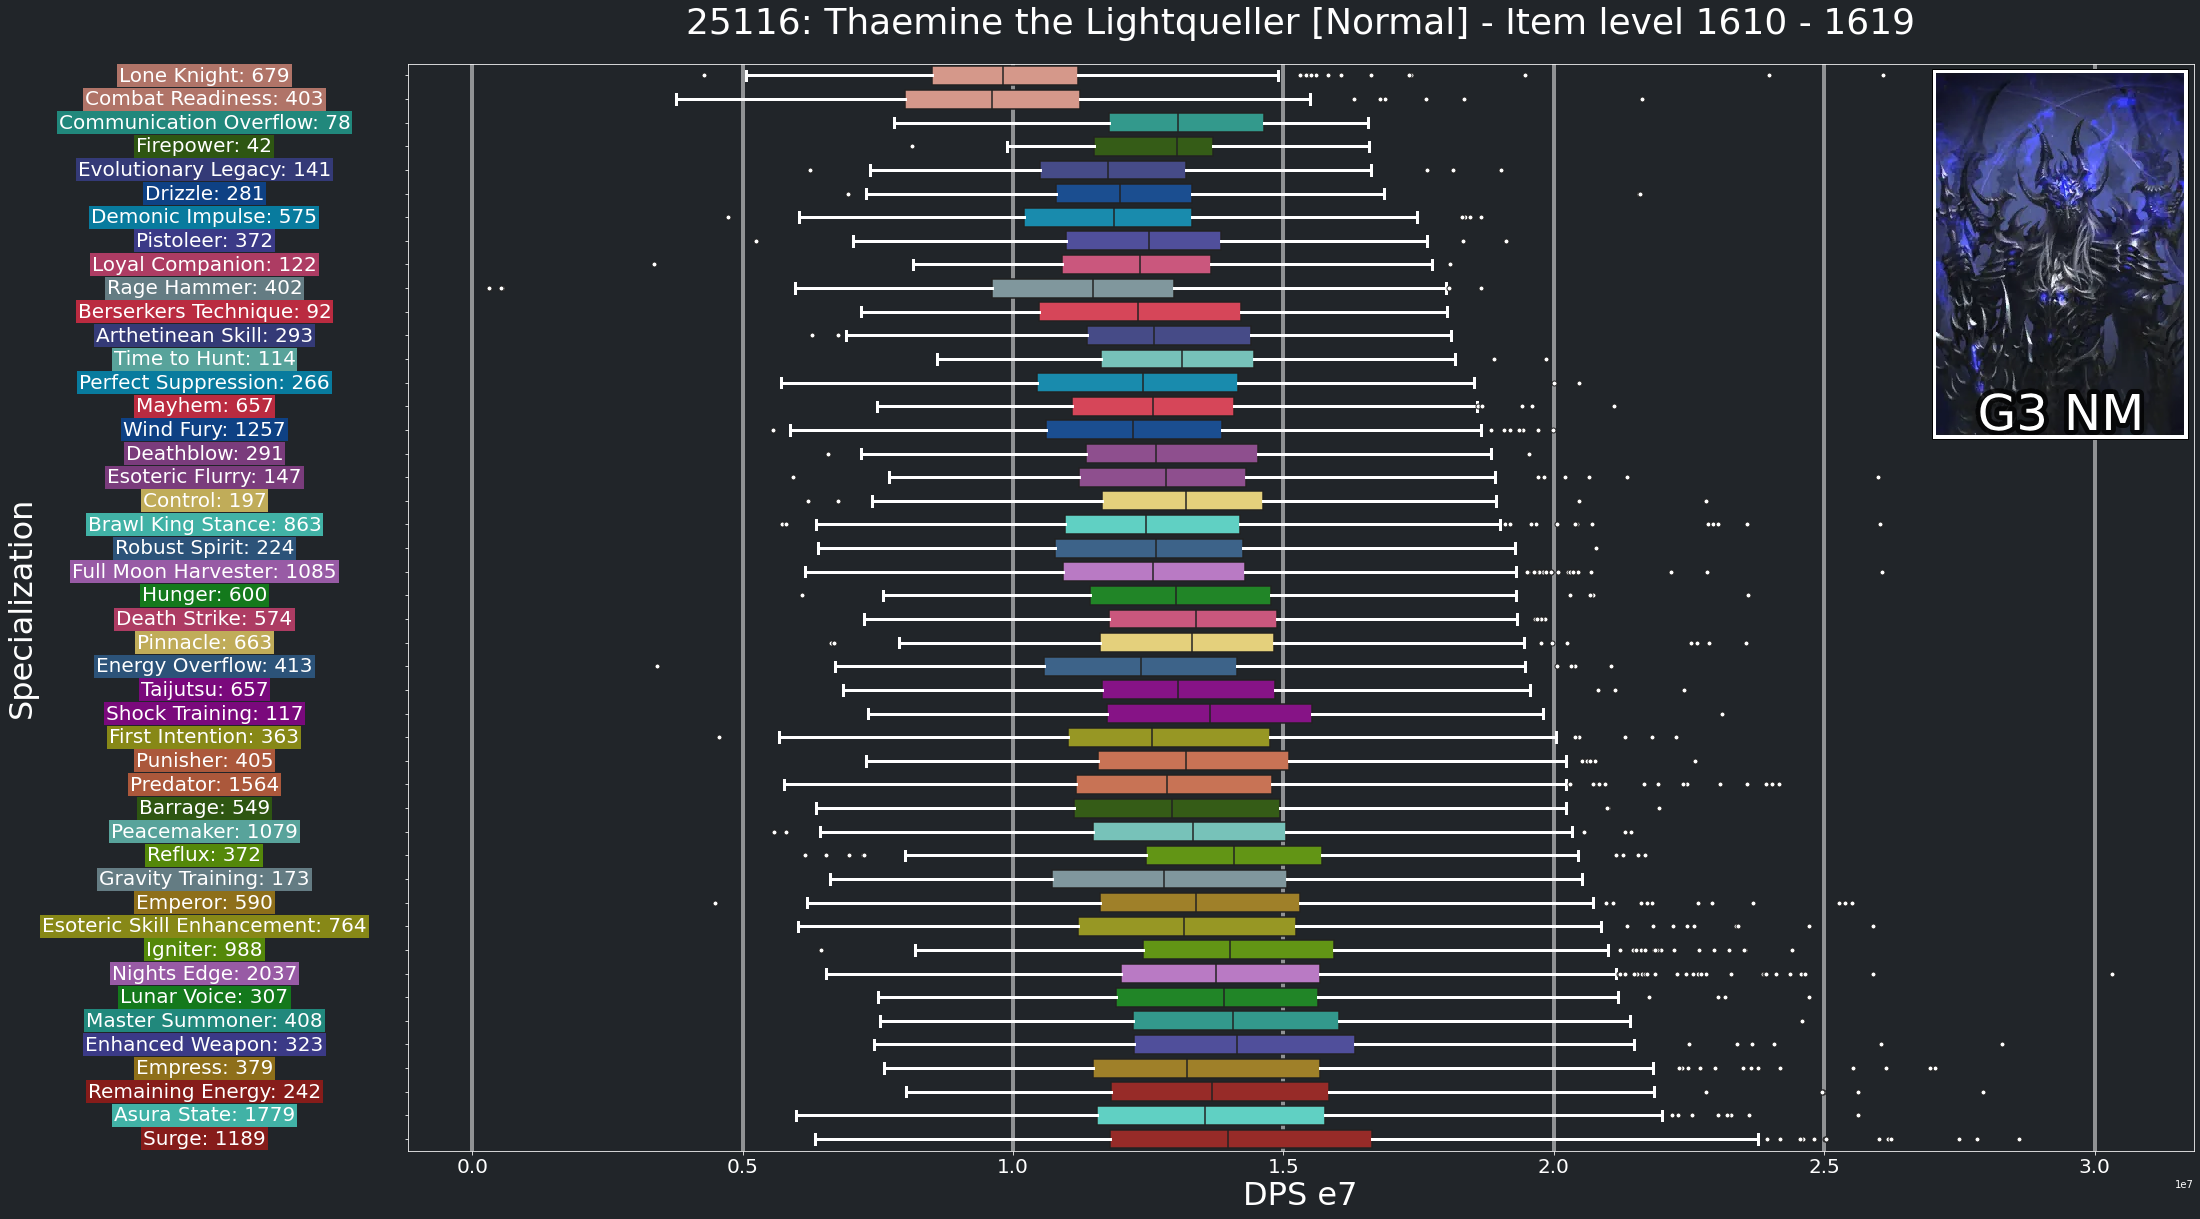 25116: Thaemine the Lightqueller [Normal] - Item level 1610 - 1619
Lone Knight: 679
Combat Readiness: 403
Communication Overflow: 78
Firepower: 42
Evolutionary Legacy: 141
Drizzle: 281
Demonic Impulse: 575
Pistoleer: 372
Loyal Companion: 122
Rage Hammer: 402
Berserkers Technique: 92
Arthetinean Skill: 293
Time to Hunt: 114
Perfect Suppression: 266
Mayhem: 657
Wind Fury: 1257
Deathblow: 291
Esoteric Flurry: 147
Control: 197
Brawl King Stance: 863
Robust Spirit: 224
Full Moon Harvester: 1085
Hunger: 600
Death Strike: 574
Pinnacle: 663
Energy Overflow: 413
Taijutsu: 657
Shock Training: 117
First Intention: 363
Punisher: 405
Predator: 1564
Barrage: 549
Peacemaker: 1079
Reflux: 372
Gravity Training: 173
Emperor: 590
Esoteric Skill Enhancement: 764
Igniter: 988
Nights Edge: 2037
Lunar Voice: 307
Master Summoner: 408
Enhanced Weapon: 323
Empress: 379
Remaining Energy: 242
Asura State: 1779
Surge: 1189
Specialization
G3 NM
0.0 0.5 1.0 1.5 2.0 2.5 3.0
DPS e7
1e7